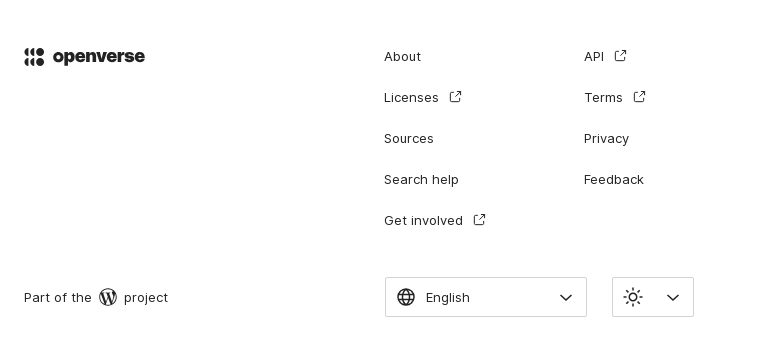 openverse
About
Licenses
Sources
Search help
Get involved
API
Terms
Privacy
Feedback
Part of the W project
English